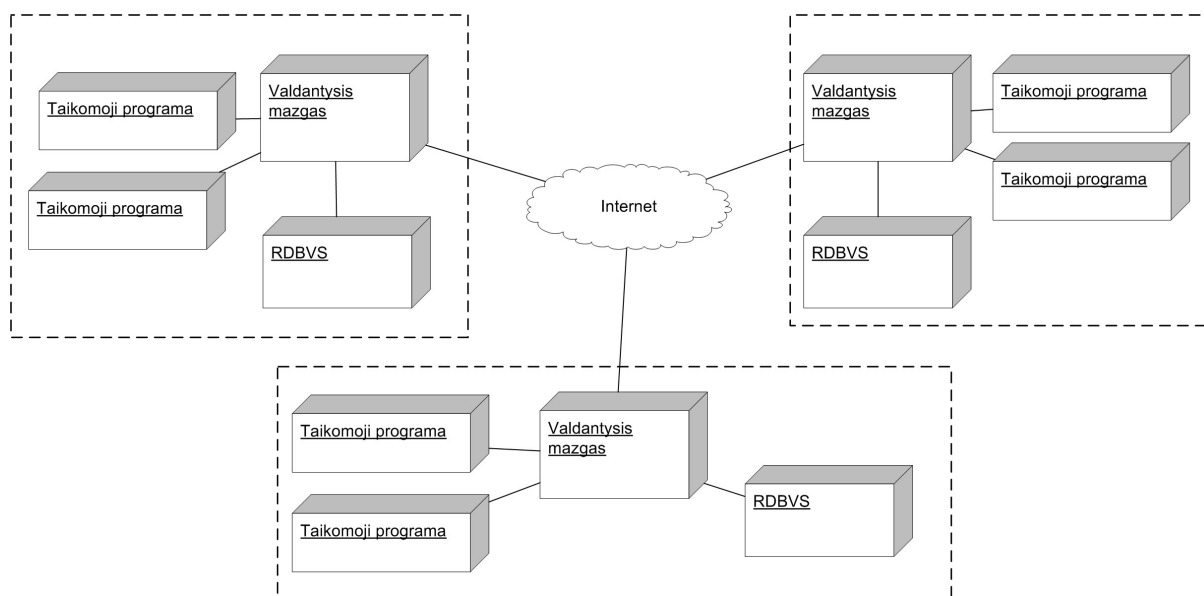 Taikomoji programa
Taikomoji programa
Valdantysis
mazgas
RDBVS
Internet
Valdantysis
mazgas
Taikomoji programa
Taikomoji programa
RDBVS
Taikomoji programa
Taikomoji programa
Valdantysis
mazgas
RDBVS